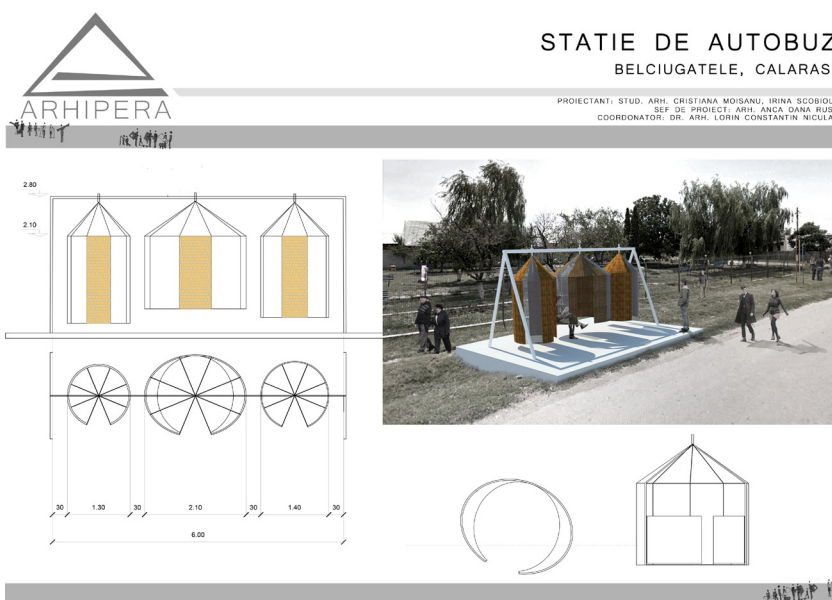 STATIE DE AUTOBUZ
BELCIUGATELE, CALARAS
ARHIPERA
PROIECTANT: STUD. ARH. CRISTIANA MOISANU, IRINA SCOBIOL
SEF DE PROIECT: ARH. ANCA OANA RUS
COORDONATOR: DR. ARH. LORIN CONSTANTIN NICULA
2.80
2.10
30 1.30 30 2.10 30 1.40 30
6.00